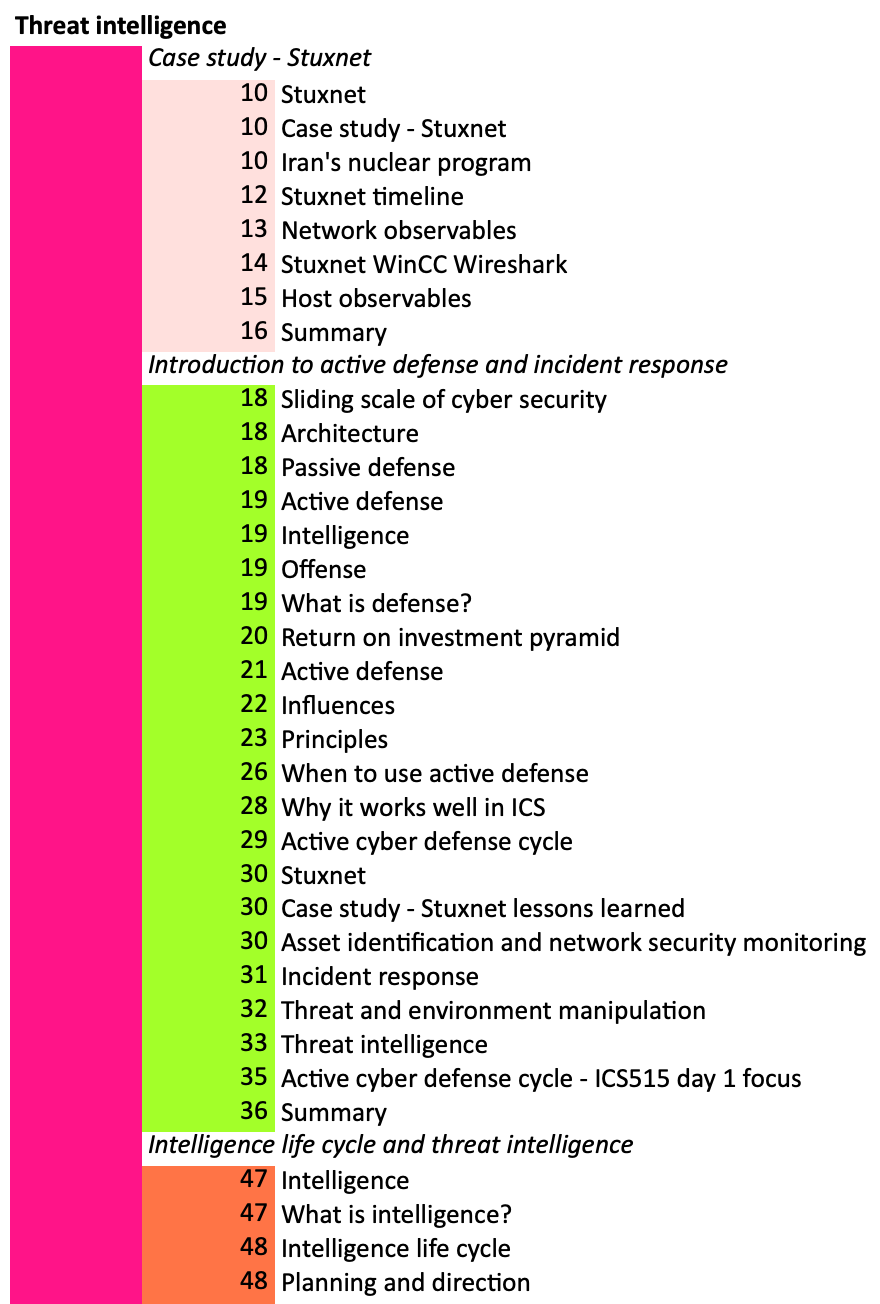 Threat intelligence
Case study - Stuxnet
10 Stuxnet
10 Case study - Stuxnet
10 Iran's nuclear program
12 Stuxnet timeline
13 Network observables
14 Stuxnet WinCC Wireshark
15 Host observables
16 Summary
Introduction to active defense and incident response
18 Sliding scale of cyber security
18 Architecture
18 Passive defense
19 Active defense
19 Intelligence
19 Offense
19 What is defense?
20 Return on investment pyramid
21 Active defense
22 Influences
23 Principles
26 When to use active defense
28 Why it works well in ICS
29 Active cyber defense cycle
30 Stuxnet
30 Case study - Stuxnet lessons learned
30 Asset identification and network security monitoring
31 Incident response
32 Threat and environment manipulation
33 Threat intelligence
35 Active cyber defense cycle - ICS515 day 1 focus
36 Summary
Intelligence life cycle and threat intelligence
47 Intelligence
47 What is intelligence?
48 Intelligence life cycle
48 Planning and direction